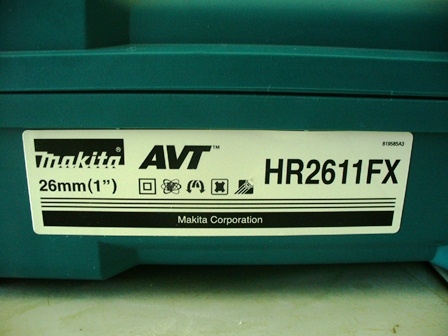 819585A3
makita® AVT™ HR2611FX
26mm(1")
Makita Corporation